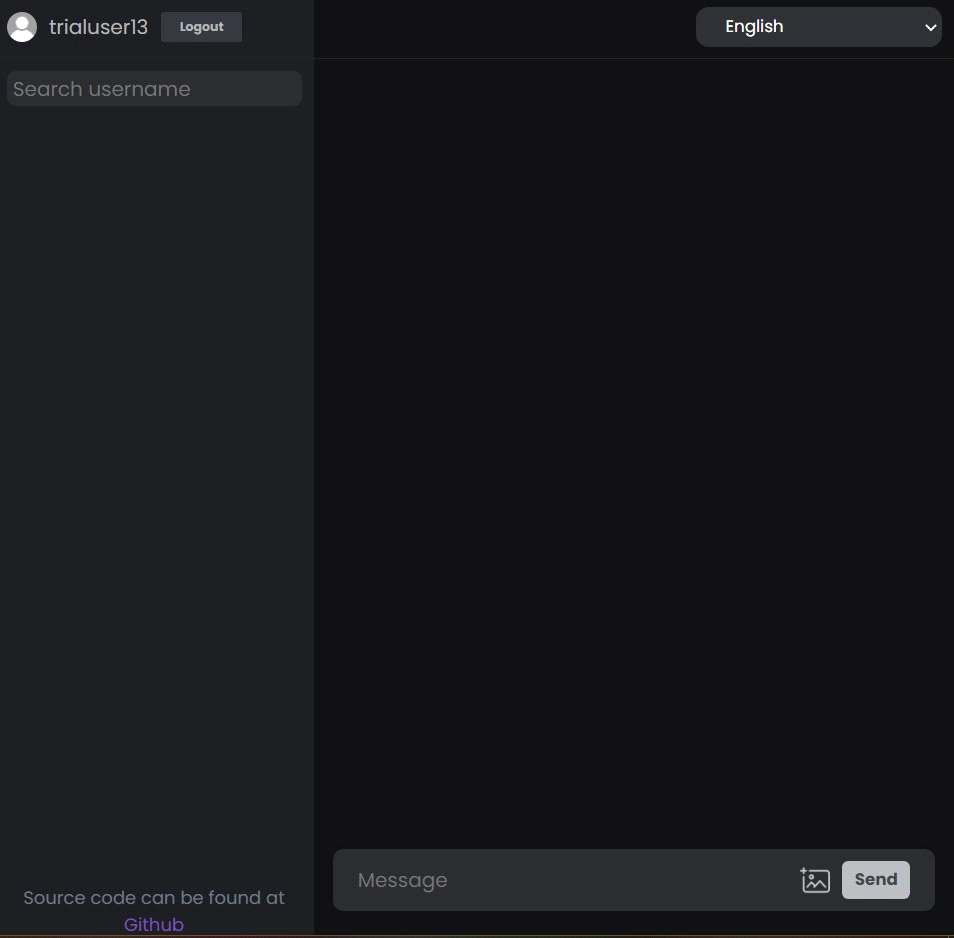 trialuser13
Logout
English
Search username
Message
Send
Source code can be found at
Github